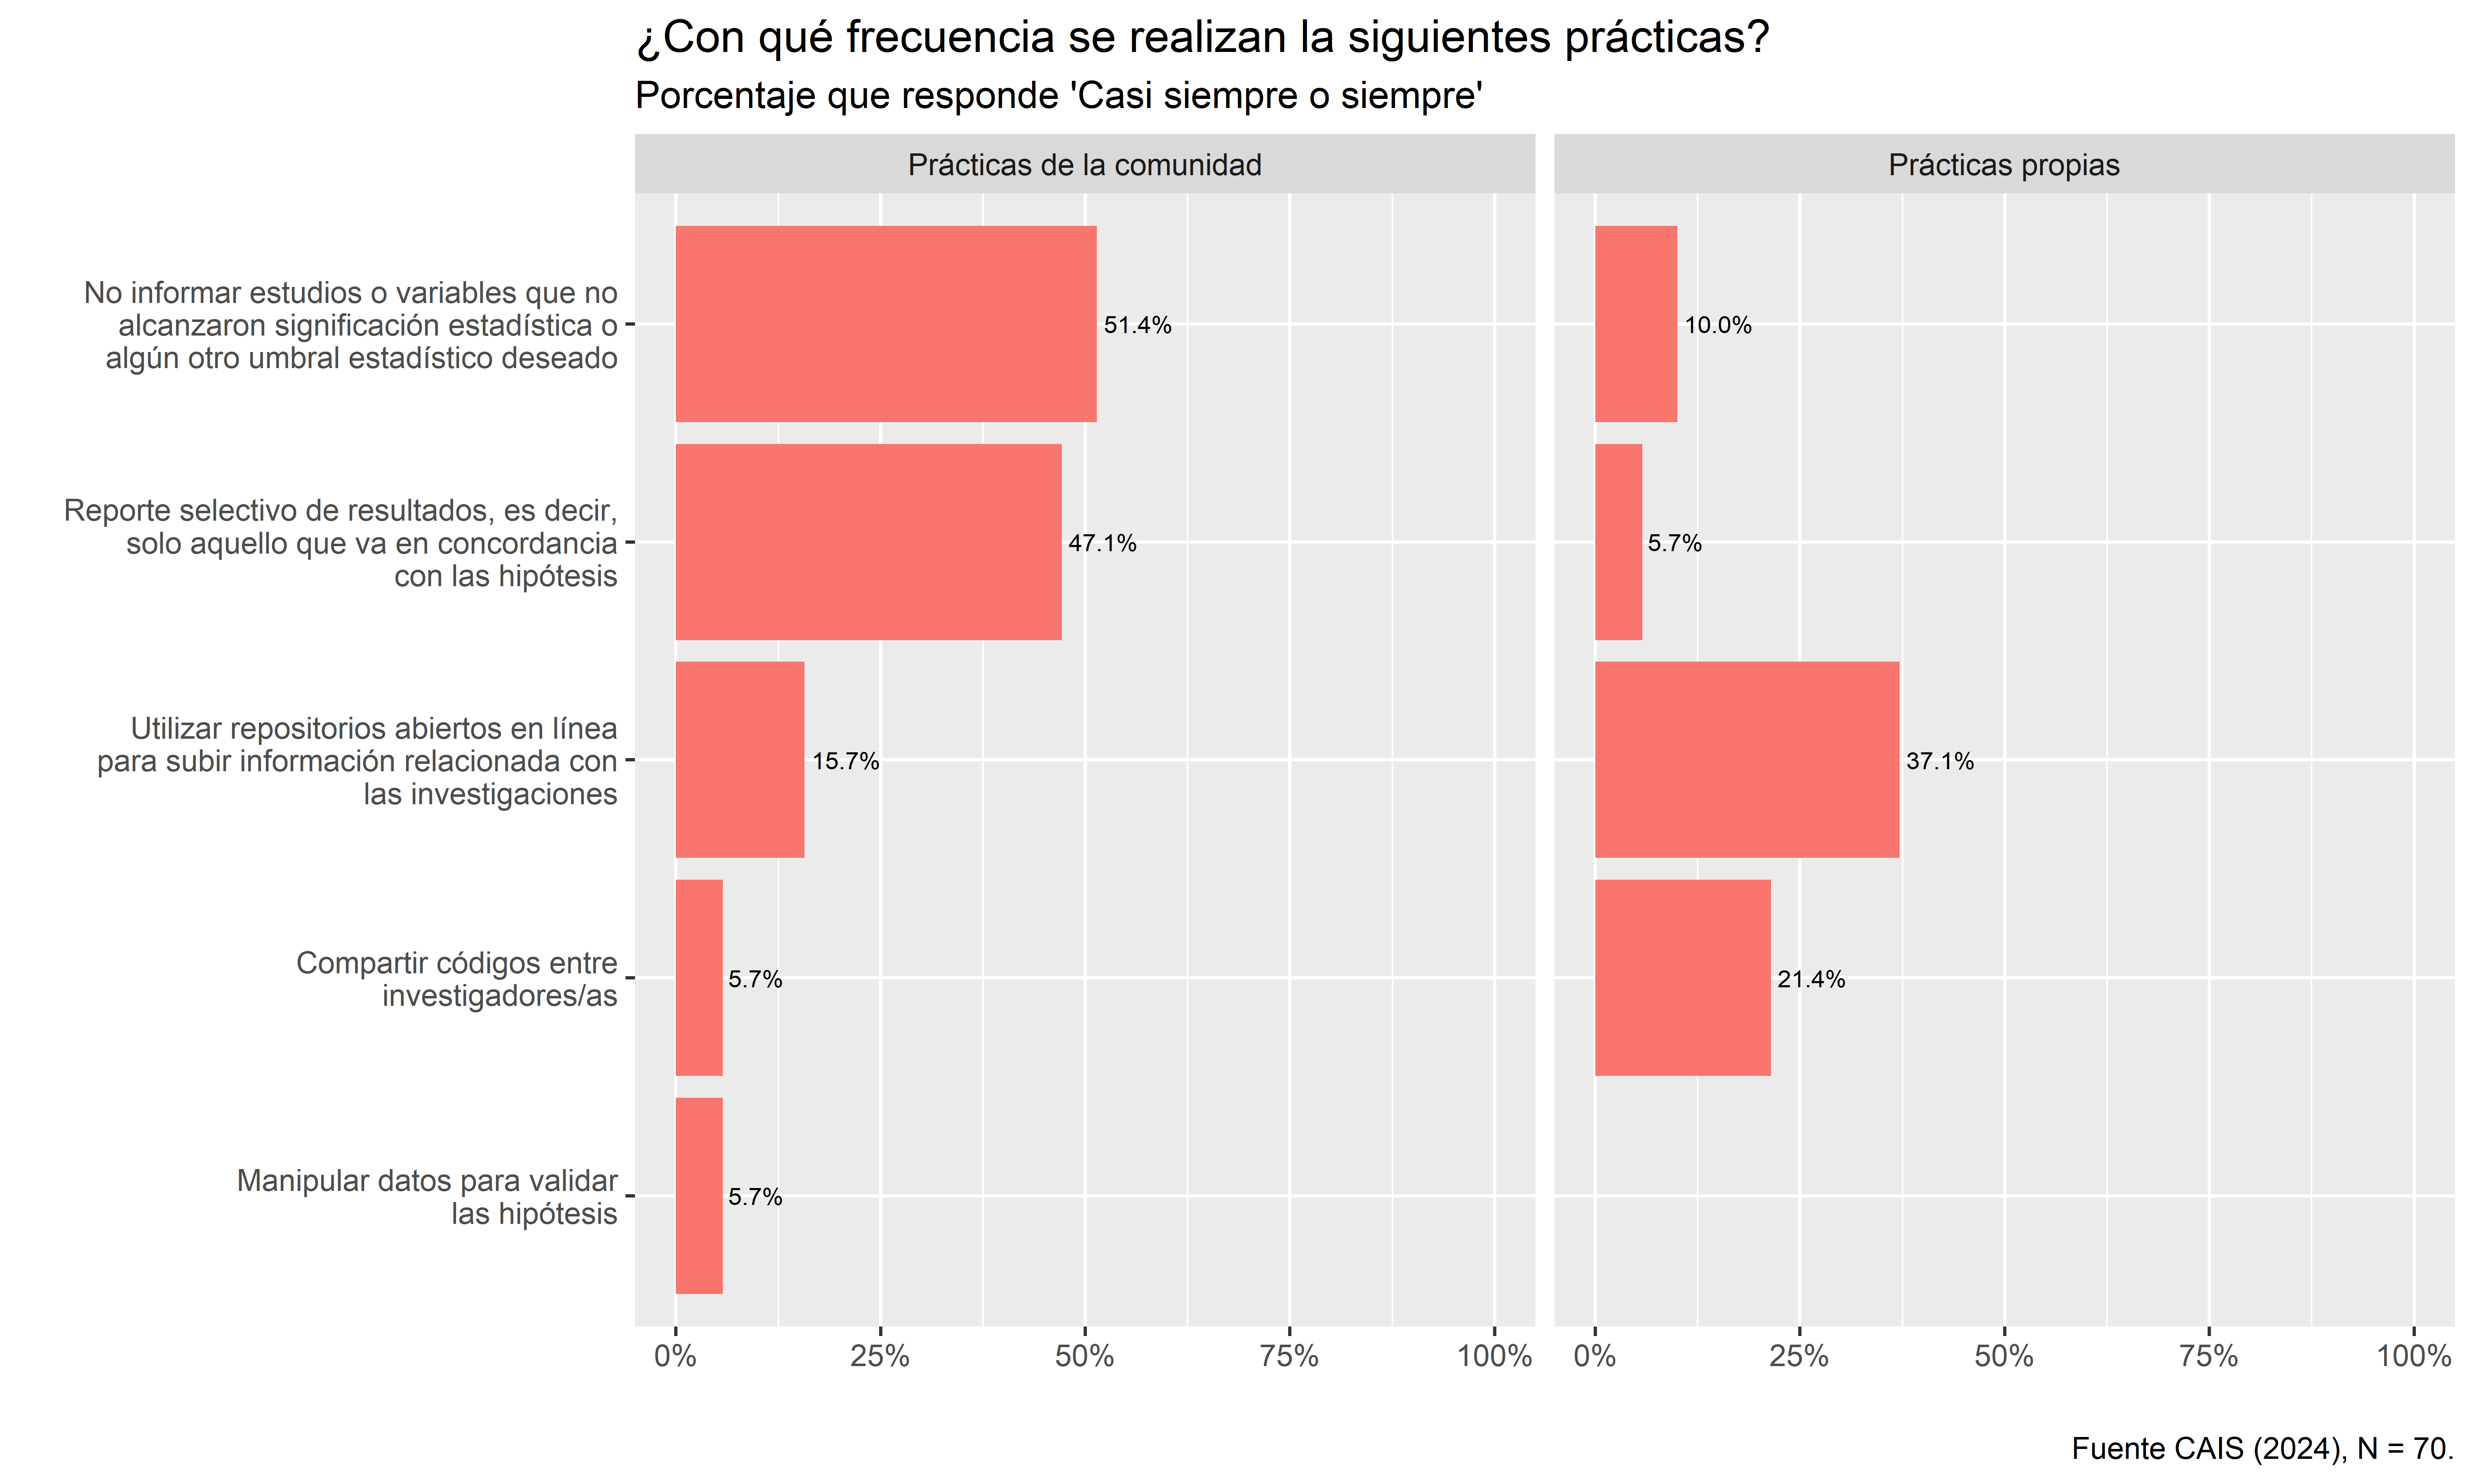 ¿Con qué frecuencia se realizan la siguientes prácticas?
Porcentaje que responde 'Casi siempre o siempre'
Prácticas de la comunidad
Prácticas propias
No informar estudios o variables que no
alcanzaron significación estadística o
algún otro umbral estadístico deseado
51.4%
10.0%
Reporte selectivo de resultados, es decir,
solo aquello que va en concordancia
con las hipótesis
47.1%
5.7%
Utilizar repositorios abiertos en línea
para subir información relacionada con
las investigaciones
15.7%
37.1%
Compartir códigos entre
investigadores/as
5.7%
21.4%
Manipular datos para validar
las hipótesis
5.7%
0% 25% 50% 75% 100%
0% 25% 50% 75% 100%
Fuente CAIS (2024), N = 70.